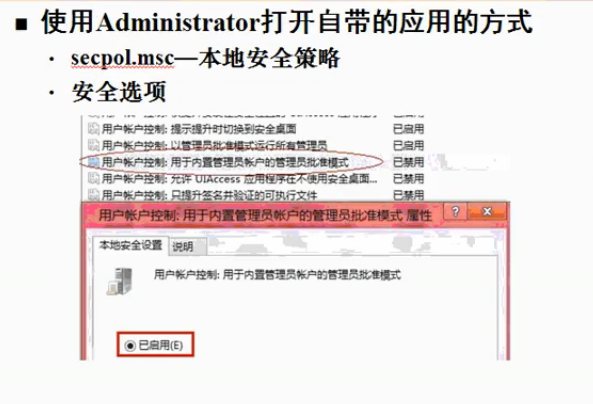 使用Administrator打开自带的应用的方式
secpol.msc—本地安全策略
安全选项
用户帐户控制: 提示提升时切换到安全桌面 已启用
用户帐户控制: 以管理员批准模式运行所有管理员 已启用
用户帐户控制: 用于内置管理员帐户的管理员批准模式 已禁用
用户帐户控制: 允许 UIAccess 应用程序在不使用安全桌面... 已禁用
用户帐户控制: 只提升签名并验证的可执行文件 已禁用
用户帐户控制: 用于内置管理员帐户的管理员批准模式 属性
本地安全设置 说明
用户帐户控制: 用于内置管理员帐户的管理员批准模式
已启用(E)